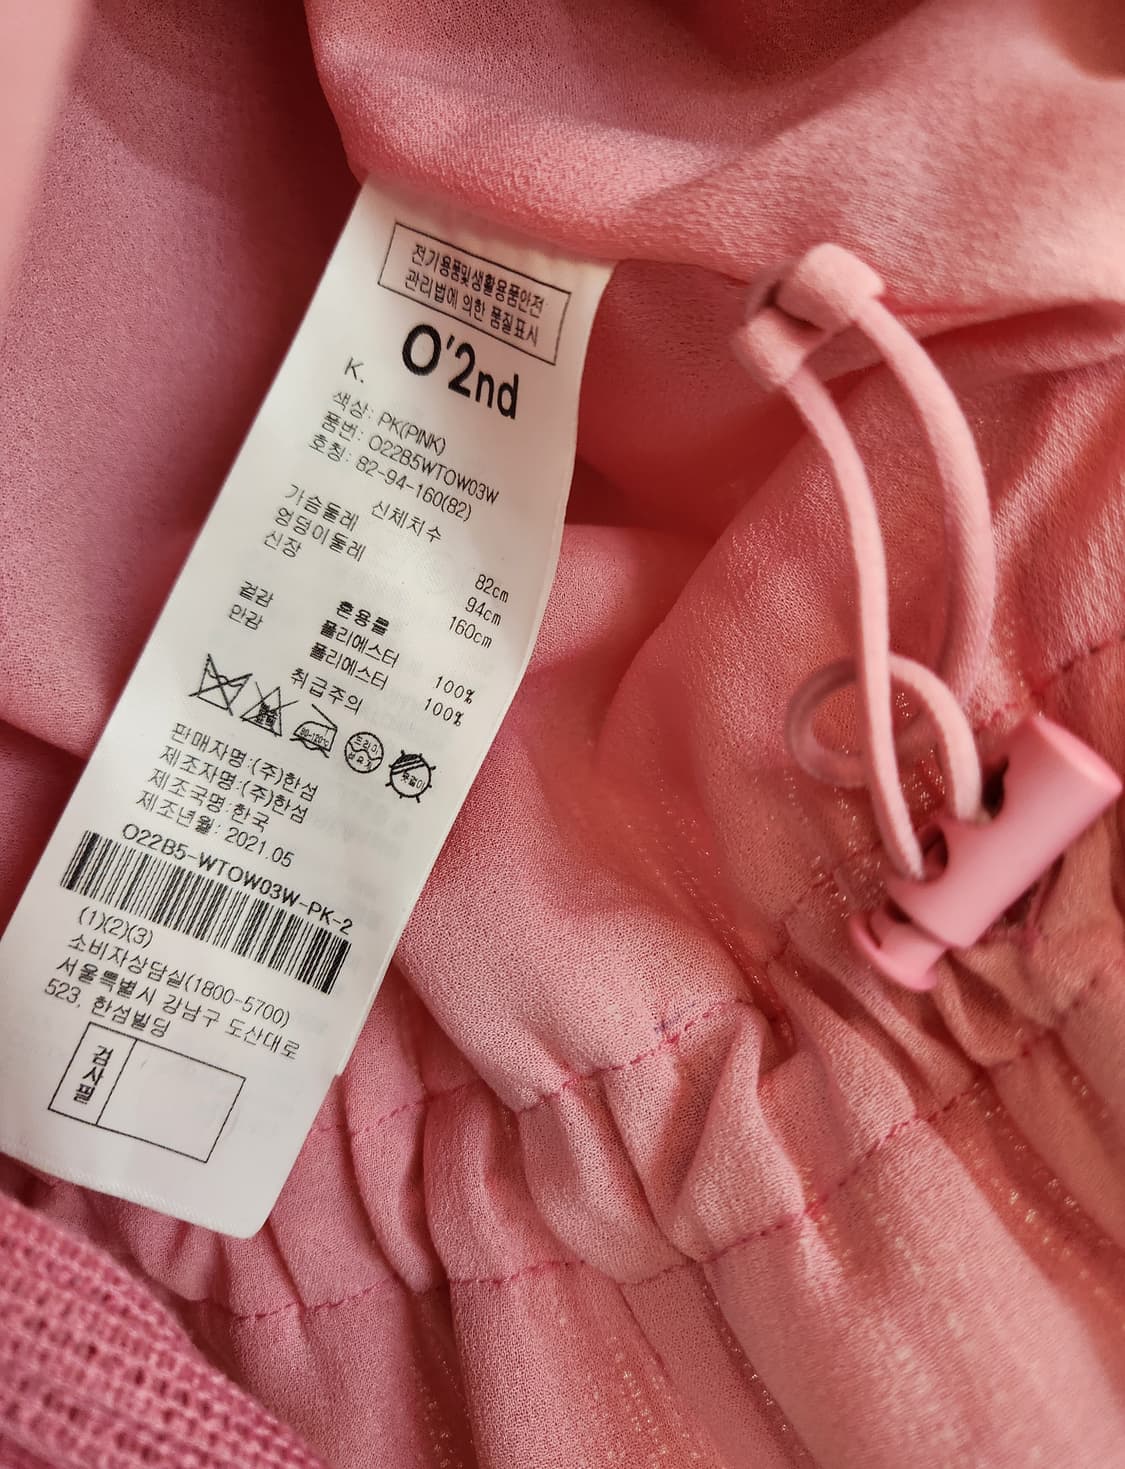 전기용품및생활용품안전
관리법에 의한 품질표시
O'2nd
K.
색상: PK(PINK)
품번: O22B5WTOW03W
호칭: 82-94-160(82)
신체치수
가슴둘레 82cm
엉덩이둘레 94cm
신장 160cm
혼용률
겉감 폴리에스터 100%
안감 폴리에스터 100%
취급주의
80~120℃
드라이
판매자명:(주)한섬
제조자명:(주)한섬
제조국명:한국
제조년월: 2021.05
O22B5-WTOW03W-PK-2
(1)(2)(3)
소비자상담실(1800-5700)
서울특별시 강남구 도산대로
523, 한섬빌딩
검사필